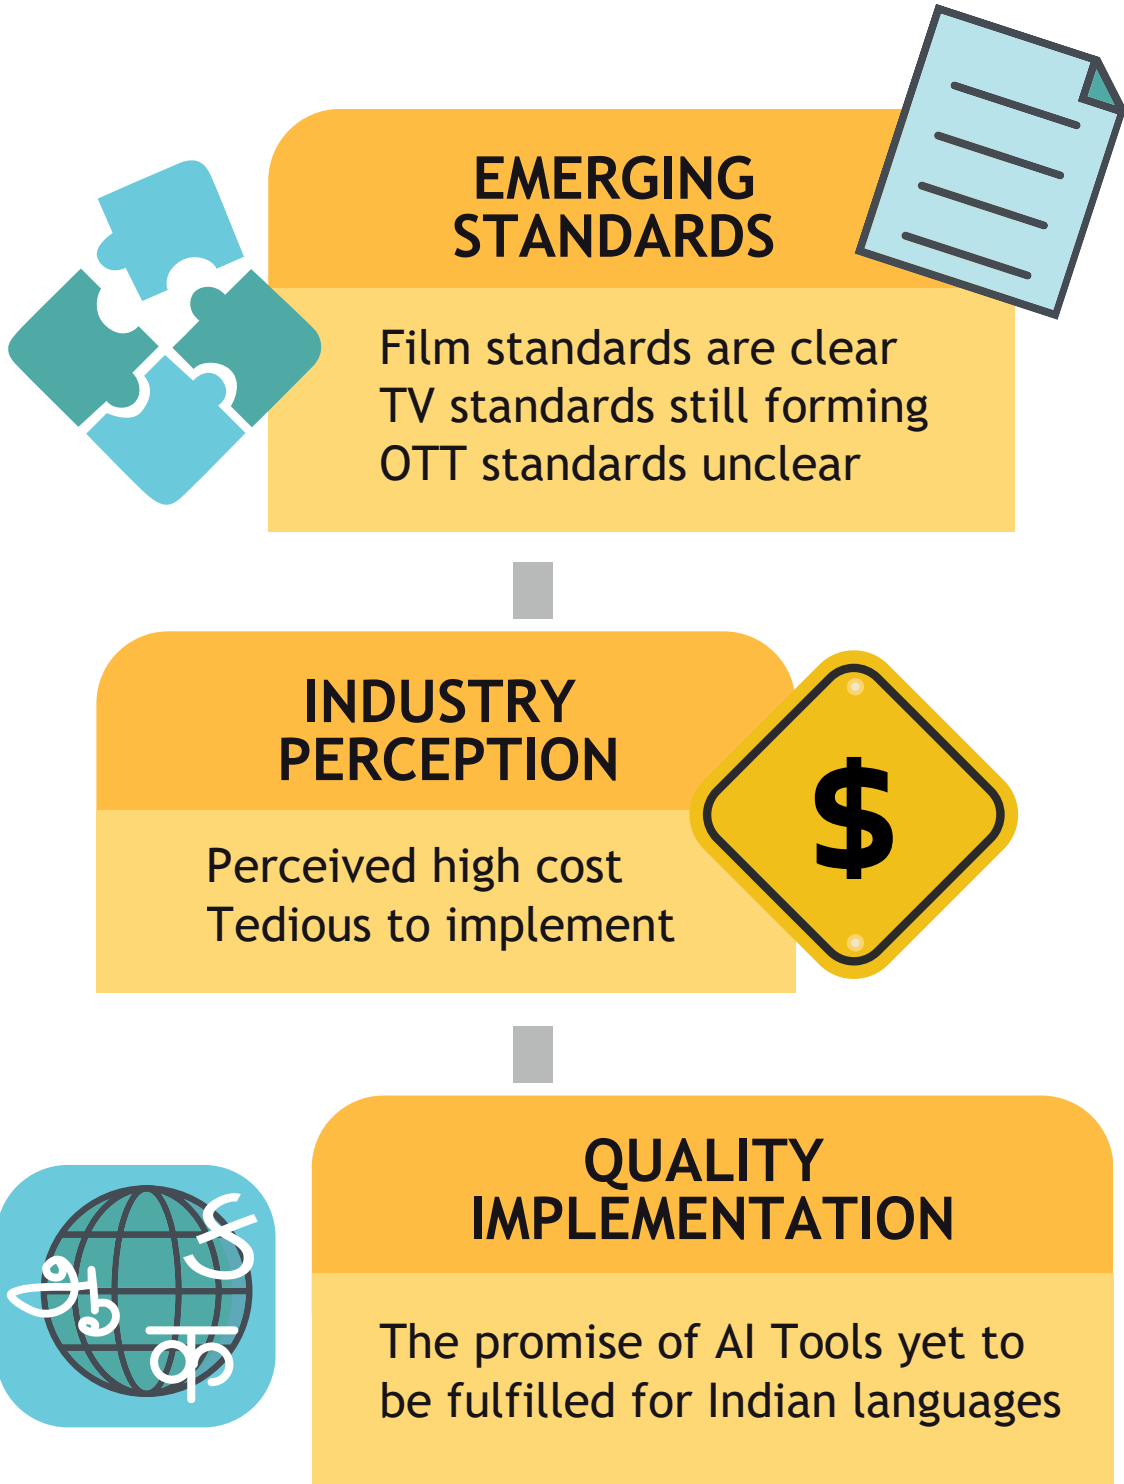 EMERGING
STANDARDS
Film standards are clear
TV standards still forming
OTT standards unclear
INDUSTRY
PERCEPTION
$
Perceived high cost
Tedious to implement
QUALITY
IMPLEMENTATION
அ
క
क
The promise of AI Tools yet to
be fulfilled for Indian languages